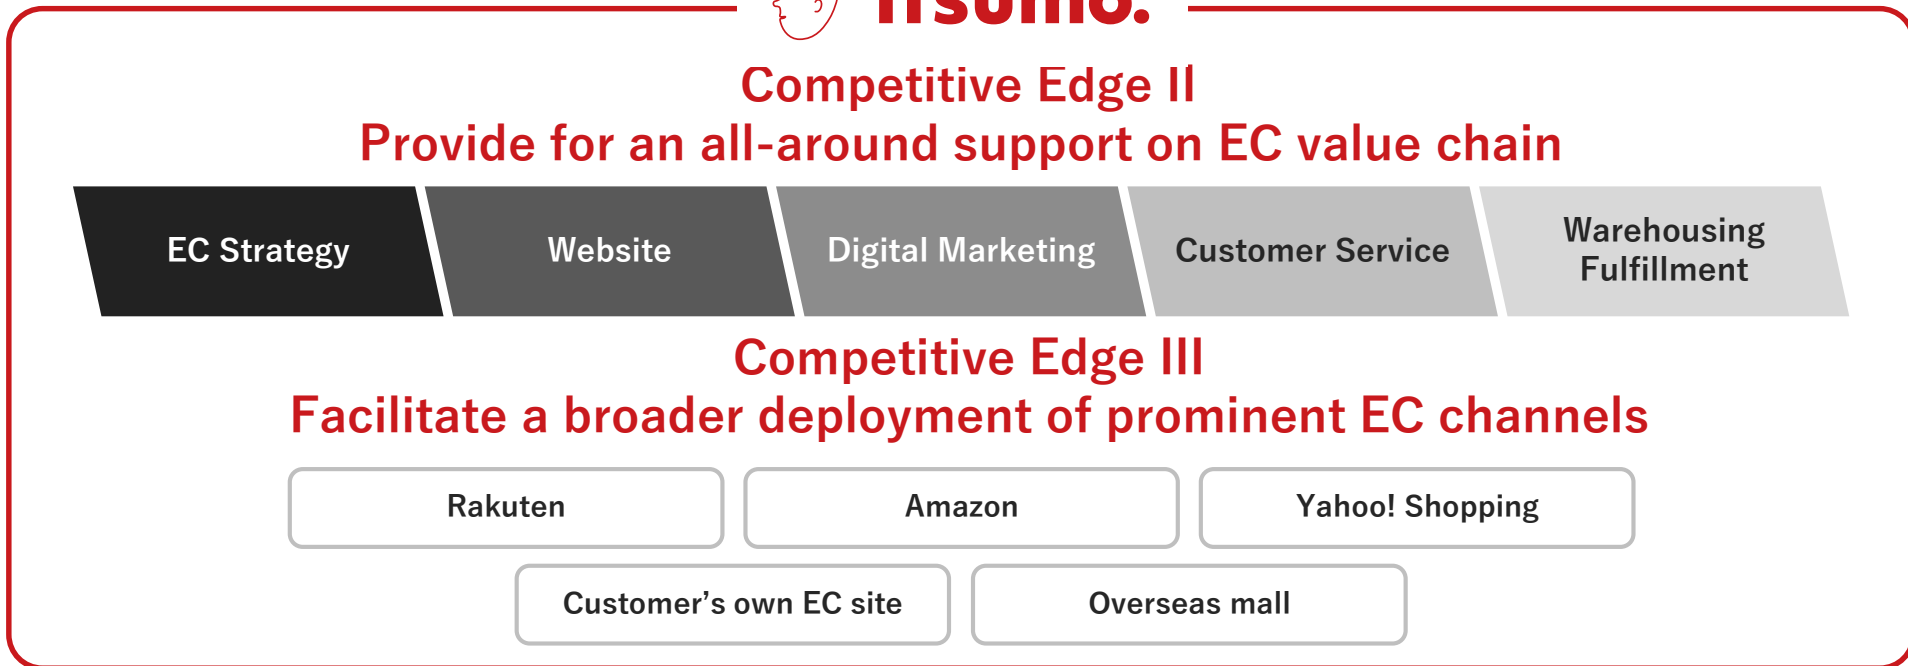 itsumo.
Competitive Edge II
Provide for an all-around support on EC value chain
EC Strategy
Website
Digital Marketing
Customer Service
Warehousing
Fulfillment
Competitive Edge III
Facilitate a broader deployment of prominent EC channels
Rakuten
Amazon
Yahoo! Shopping
Customer’s own EC site
Overseas mall